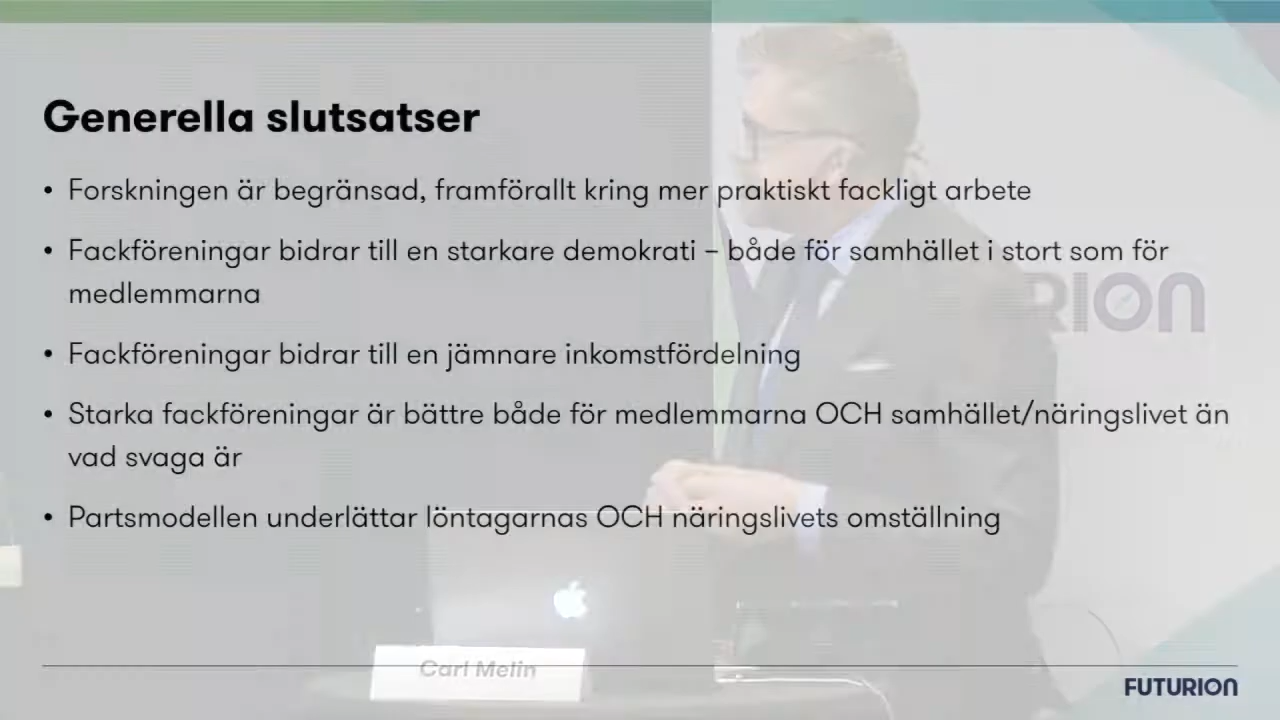 Generella slutsatser
• Forskningen är begränsad, framförallt kring mer praktiskt fackligt arbete
• Fackföreningar bidrar till en starkare demokrati – både för samhället i stort som för
medlemmarna
• Fackföreningar bidrar till en jämnare inkomstfördelning
• Starka fackföreningar är bättre både för medlemmarna OCH samhället/näringslivet än
vad svaga är
• Partsmodellen underlättar löntagarnas OCH näringslivets omställning
RION
Carl Melin
FUTURION